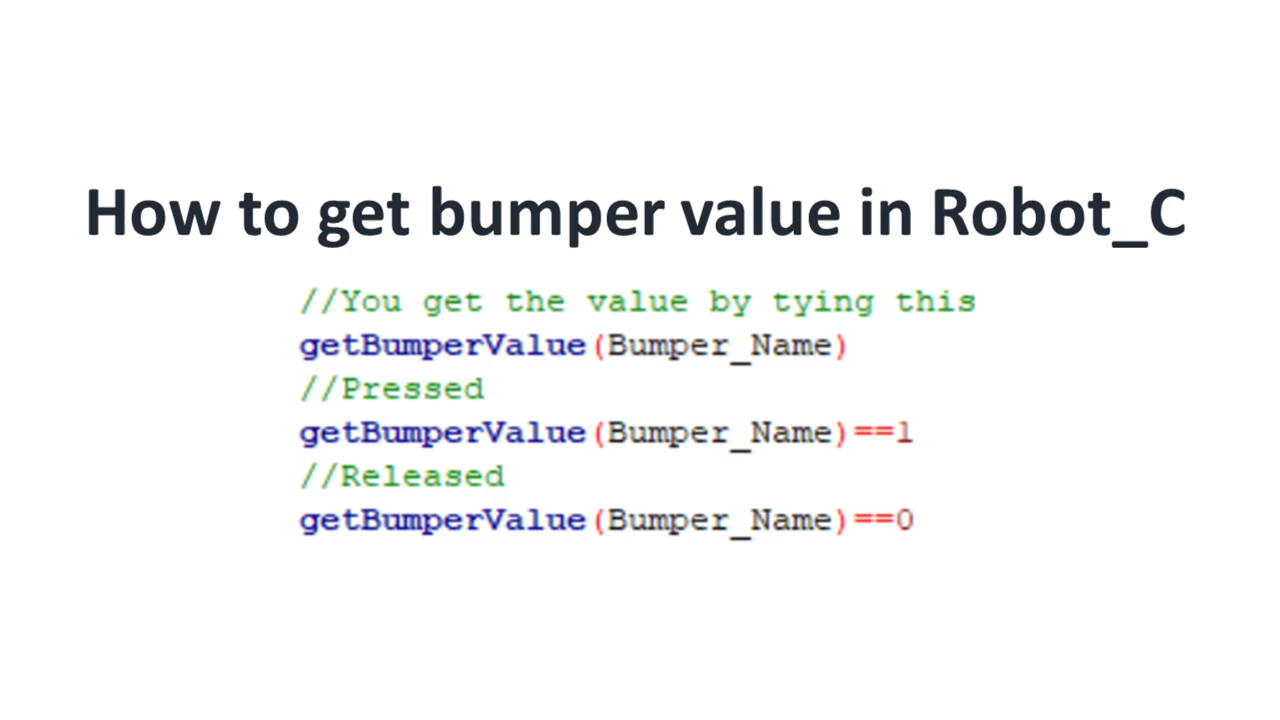 How to get bumper value in Robot_C
//You get the value by tying this
getBumperValue(Bumper_Name)
//Pressed
getBumperValue(Bumper_Name)==1
//Released
getBumperValue(Bumper_Name)==0